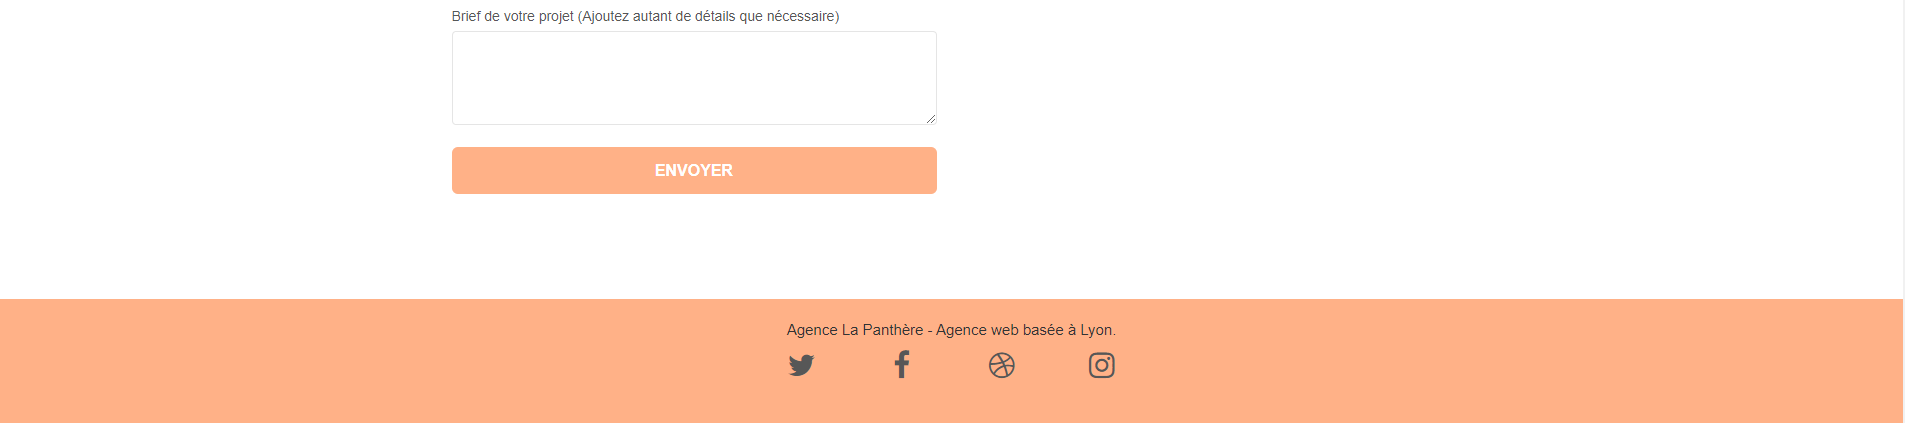 Brief de votre projet (Ajoutez autant de détails que nécessaire)
ENVOYER
Agence La Panthère - Agence web basée à Lyon.